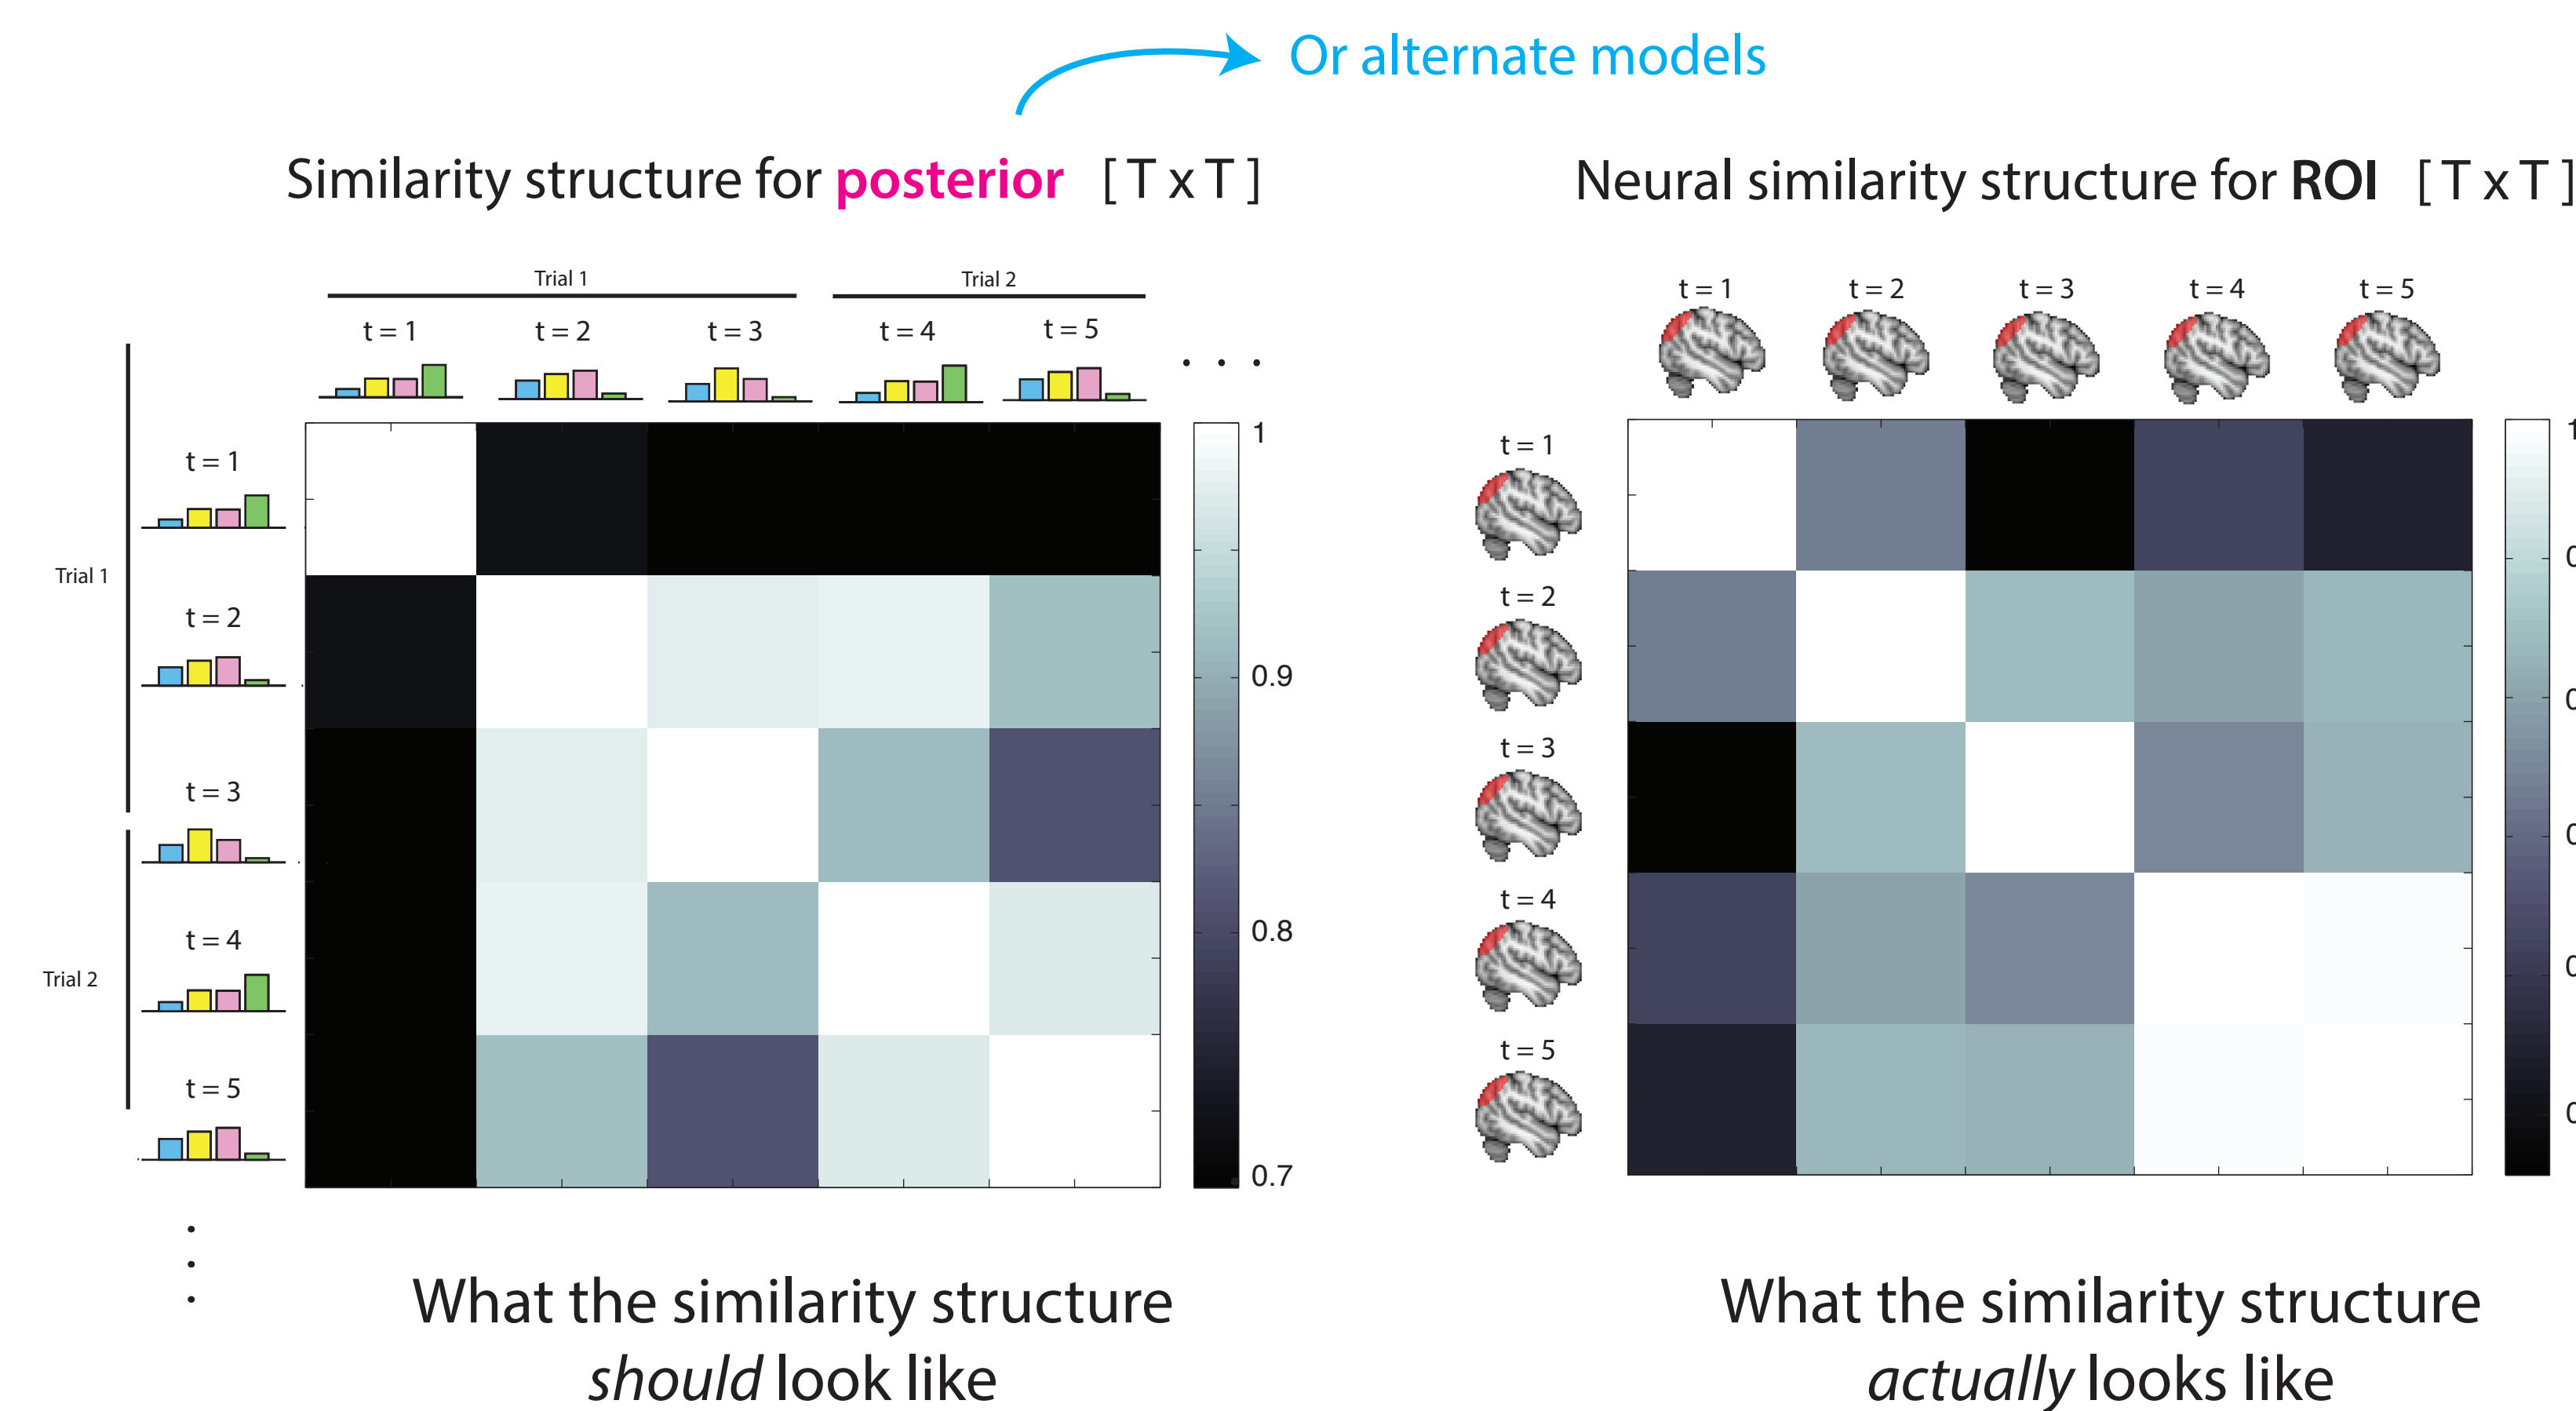 Or alternate models
Similarity structure for posterior [ T x T ]
Neural similarity structure for ROI [ T x T ]
Trial 1
Trial 2
t = 1
t = 2
t = 3
t = 4
t = 5
. . .
Trial 1
Trial 2
t = 1
t = 2
t = 3
t = 4
t = 5
1
0.9
0.8
0.7
t = 1
t = 2
t = 3
t = 4
t = 5
t = 1
t = 2
t = 3
t = 4
t = 5
What the similarity structure
should look like
What the similarity structure
actually looks like